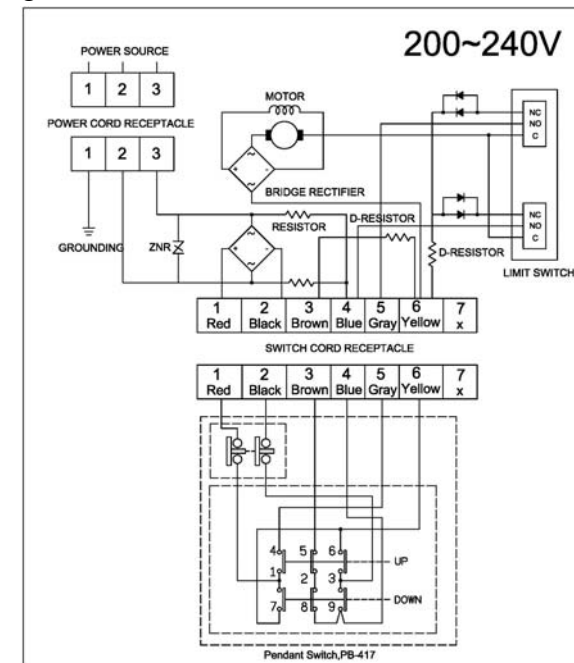 200~240V
POWER SOURCE
1 2 3
POWER CORD RECEPTACLE
1 2 3
MOTOR
NC
NO
C
BRIDGE RECTIFIER
RESISTOR
D-RESISTOR
NC
NO
C
GROUNDING
ZNR
D-RESISTOR
LIMIT SWITCH
1 2 3 4 5 6 7
Red Black Brown Blue Gray Yellow x
SWITCH CORD RECEPTACLE
1 2 3 4 5 6 7
Red Black Brown Blue Gray Yellow x
4 5 6
UP
1 2 3
DOWN
7 8 9
Pendant Switch,PB-417